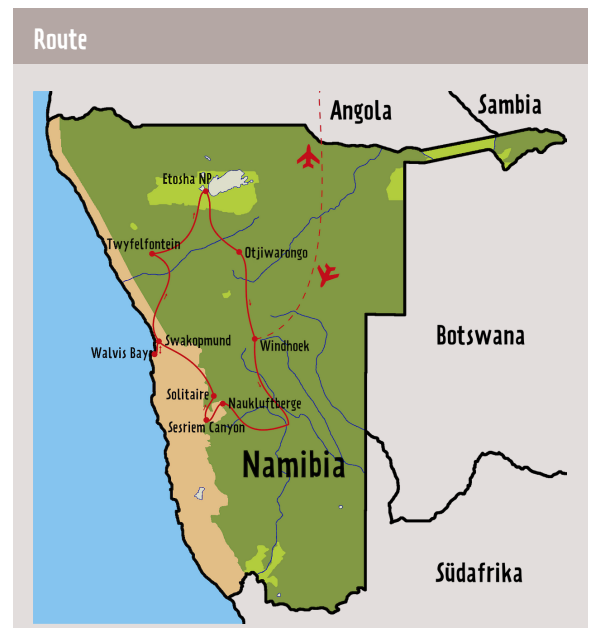 Route
Angola
Sambia
Etosha NP
Twyfelfontein
Otjiwarongo
Swakopmund
Walvis Bay
Windhoek
Botswana
Solitaire
Naukluftberge
Sesriem Canyon
Namibia
Südafrika